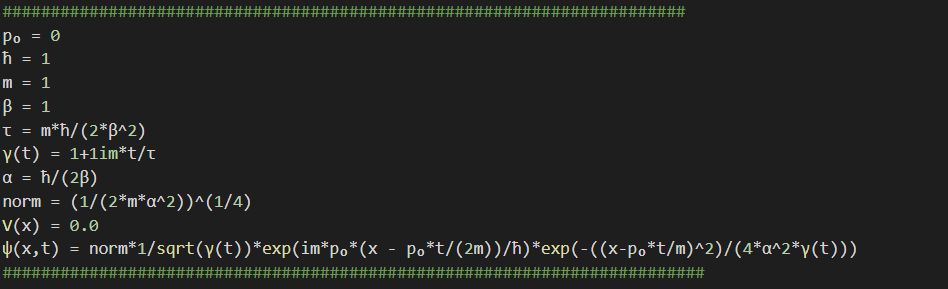 #######################################################################
pₒ = 0
ħ = 1
m = 1
β = 1
τ = m*ħ/(2*β^2)
γ(t) = 1+1im*t/τ
α = ħ/(2β)
norm = (1/(2*m*α^2))^(1/4)
V(x) = 0.0
ψ(x,t) = norm*1/sqrt(γ(t))*exp(im*pₒ*(x - pₒ*t/(2m))/ħ)*exp(-((x-pₒ*t/m)^2)/(4*α^2*γ(t)))
#########################################################################